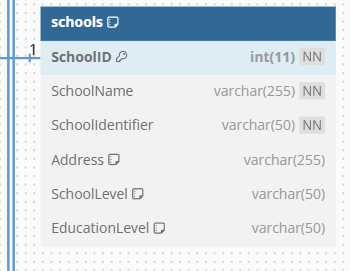 schools
1
SchoolID int(11) NN
SchoolName varchar(255) NN
SchoolIdentifier varchar(50) NN
Address varchar(255)
SchoolLevel varchar(50)
EducationLevel varchar(50)